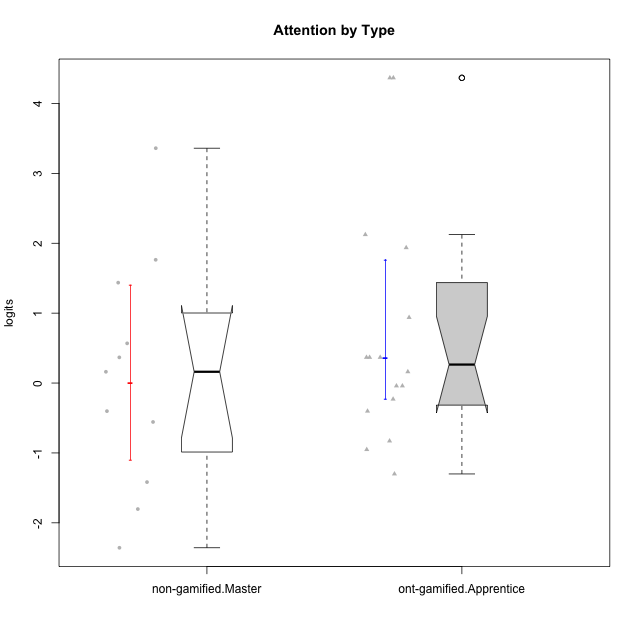 Attention by Type
logits
4
3
2
1
0
-1
-2
non-gamified.Master
ont-gamified.Apprentice